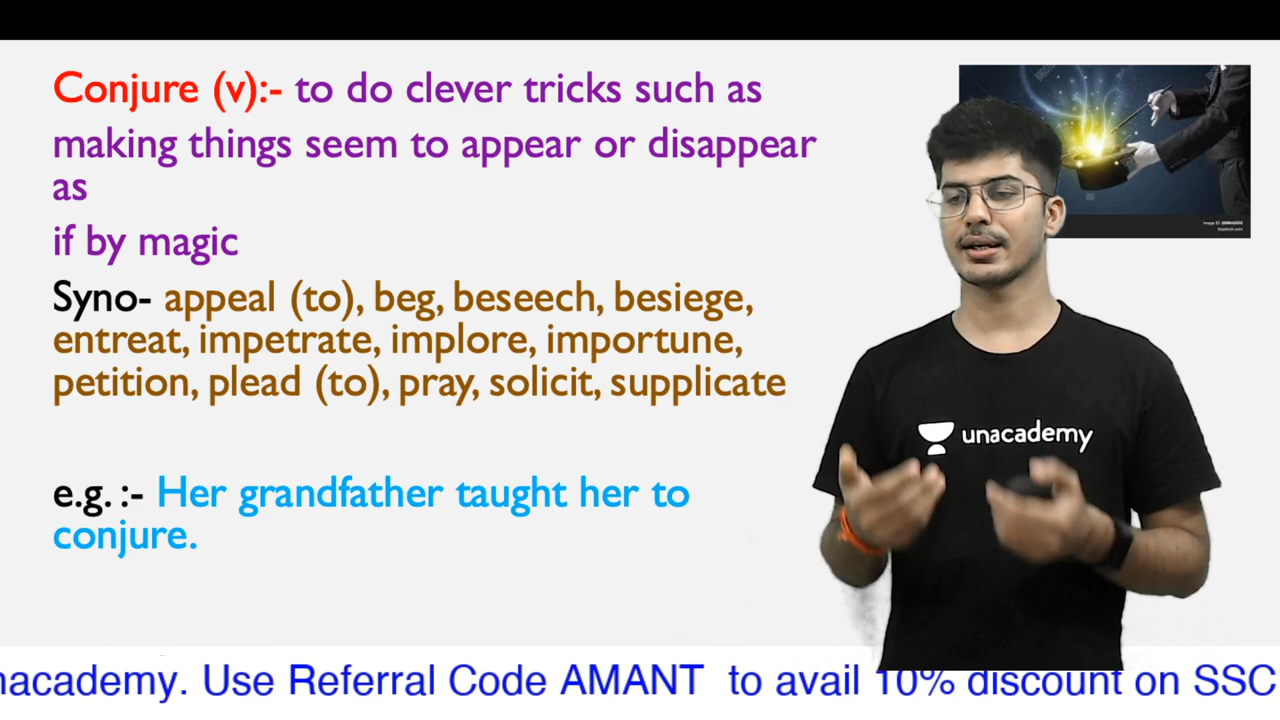 Conjure (v):- to do clever tricks such as
making things seem to appear or disappear
as
if by magic
Syno- appeal (to), beg, beseech, besiege,
entreat, impetrate, implore, importune,
petition, plead (to), pray, solicit, supplicate
e.g. :- Her grandfather taught her to
conjure.
unacademy
nacademy. Use Referral Code AMANT to avail 10% discount on SSC